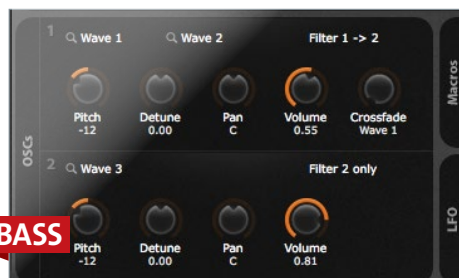 1 Wave 1 Wave 2 Filter 1 -> 2
Pitch Detune Pan Volume Crossfade
-12 0.00 C 0.55 Wave 1
OSCs
2 Wave 3 Filter 2 only
Pitch Detune Pan Volume
-12 0.00 C 0.81
BASS
Macros
LFO